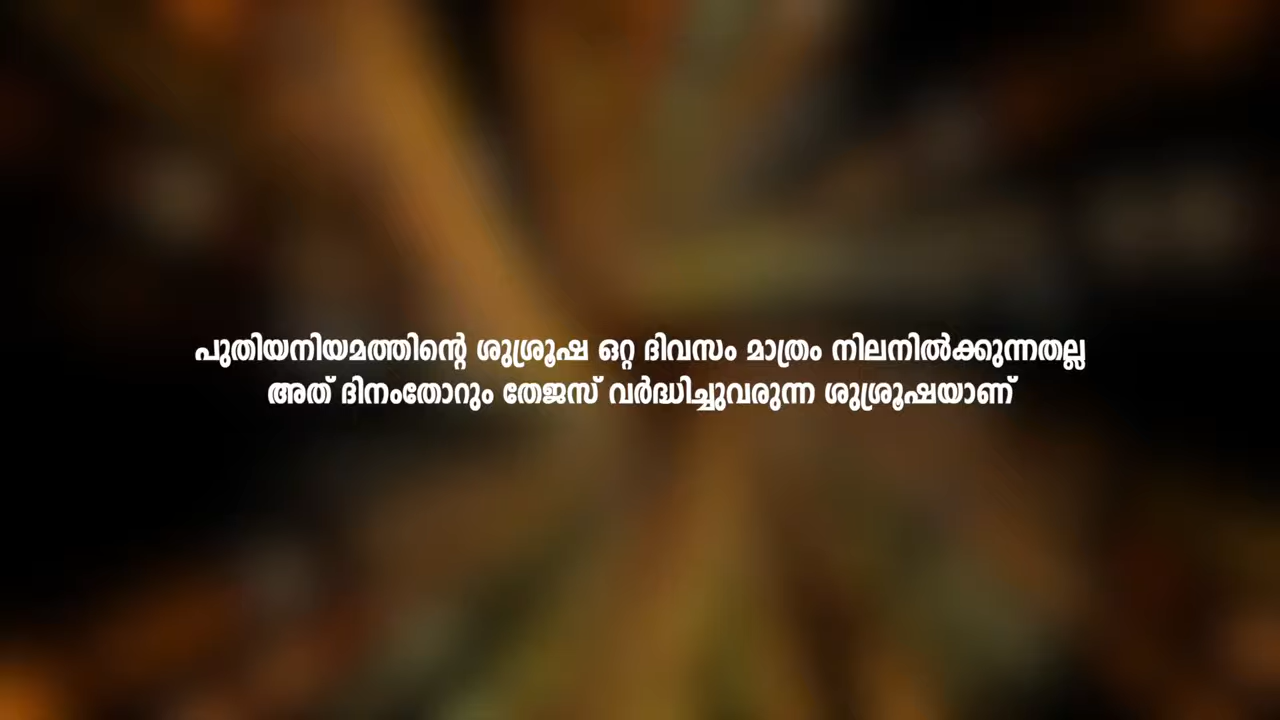 പുതിയനിയമത്തിന്റെ ശുശ്രൂഷ ഒറ്റ ദിവസം മാത്രം നിലനിൽക്കുന്നതല്ല
അത് ദിനംതോറും തേജസ് വർദ്ധിച്ചുവരുന്ന ശുശ്രൂഷയാണ്